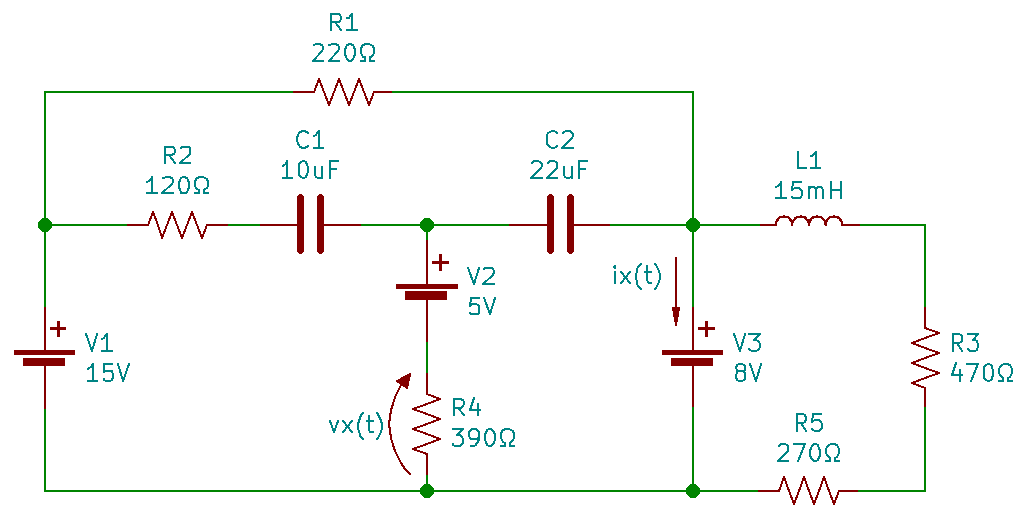 R1
220Ω
R2
120Ω
C1
10uF
C2
22uF
L1
15mH
+
V2
5V
ix(t)
+
V1
15V
+
V3
8V
R3
470Ω
vx(t)
R4
390Ω
R5
270Ω